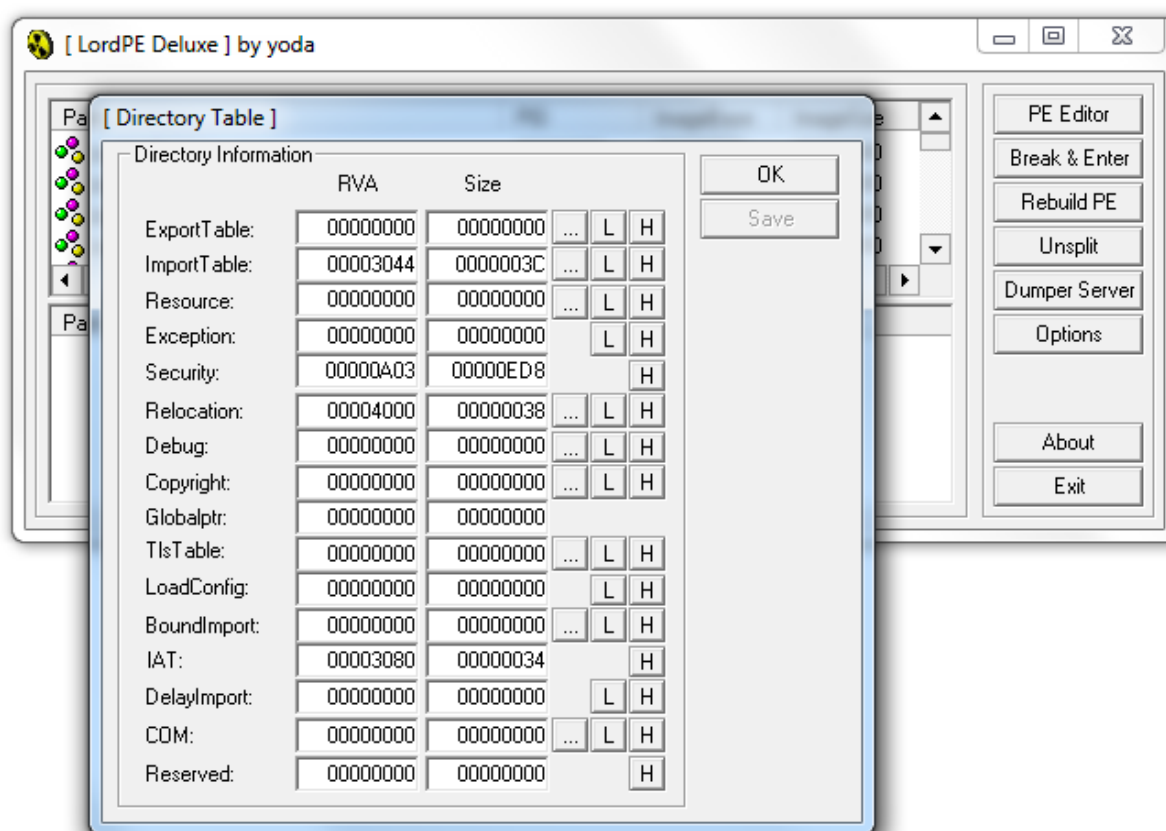 [ LordPE Deluxe ] by yoda
Pa
[ Directory Table ]
Directory Information
RVA Size
ExportTable: 00000000 00000000 ... L H
ImportTable: 00003044 0000003C ... L H
Resource: 00000000 00000000 ... L H
Exception: 00000000 00000000 L H
Security: 00000A03 00000ED8 H
Relocation: 00004000 00000038 ... L H
Debug: 00000000 00000000 ... L H
Copyright: 00000000 00000000 ... L H
Globalptr: 00000000 00000000
TlsTable: 00000000 00000000 ... L H
LoadConfig: 00000000 00000000 L H
BoundImport: 00000000 00000000 ... L H
IAT: 00003080 00000034 H
DelayImport: 00000000 00000000 L H
COM: 00000000 00000000 ... L H
Reserved: 00000000 00000000 H
OK
Save
Pa
PE Editor
Break & Enter
Rebuild PE
Unsplit
Dumper Server
Options
About
Exit